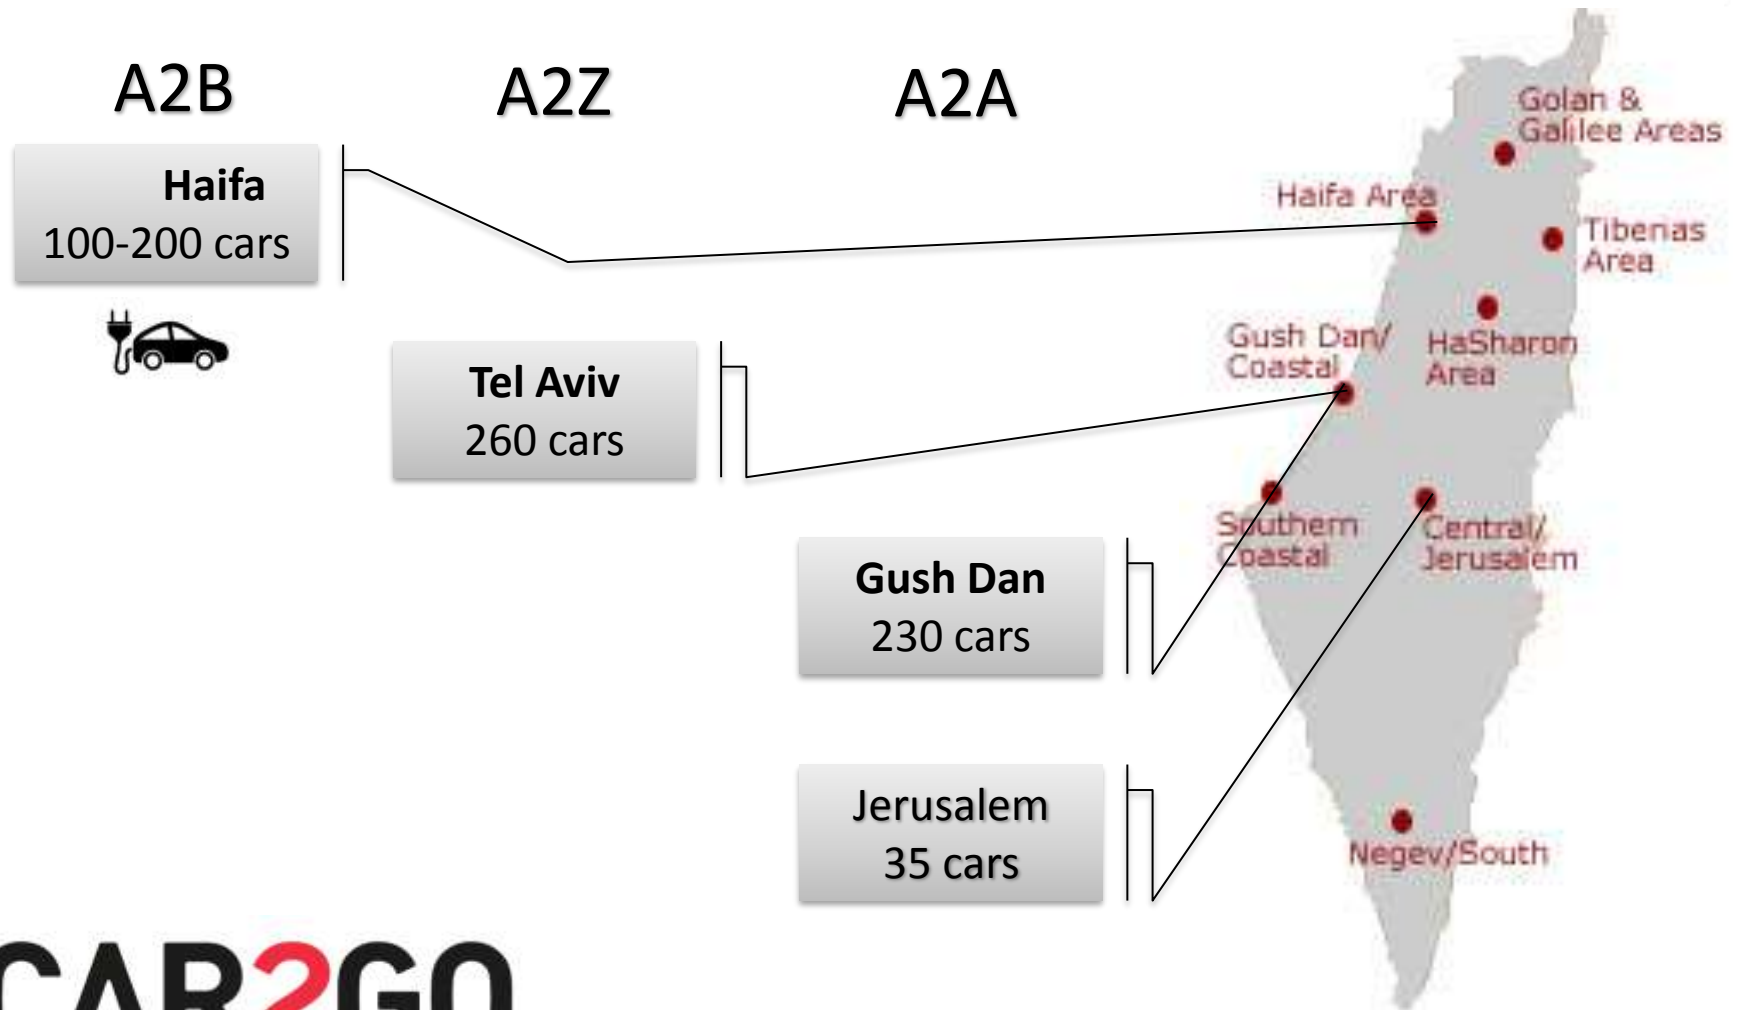 A2B
A2Z
A2A
Haifa
100-200 cars
Tel Aviv
260 cars
Gush Dan
230 cars
Jerusalem
35 cars
Golan &
Galilee Areas
Haifa Area
Tiberias
Area
Gush Dan/
Coastal
HaSharon
Area
Southern
Coastal
Central/
Jerusalem
Negev/South
CAR2GO